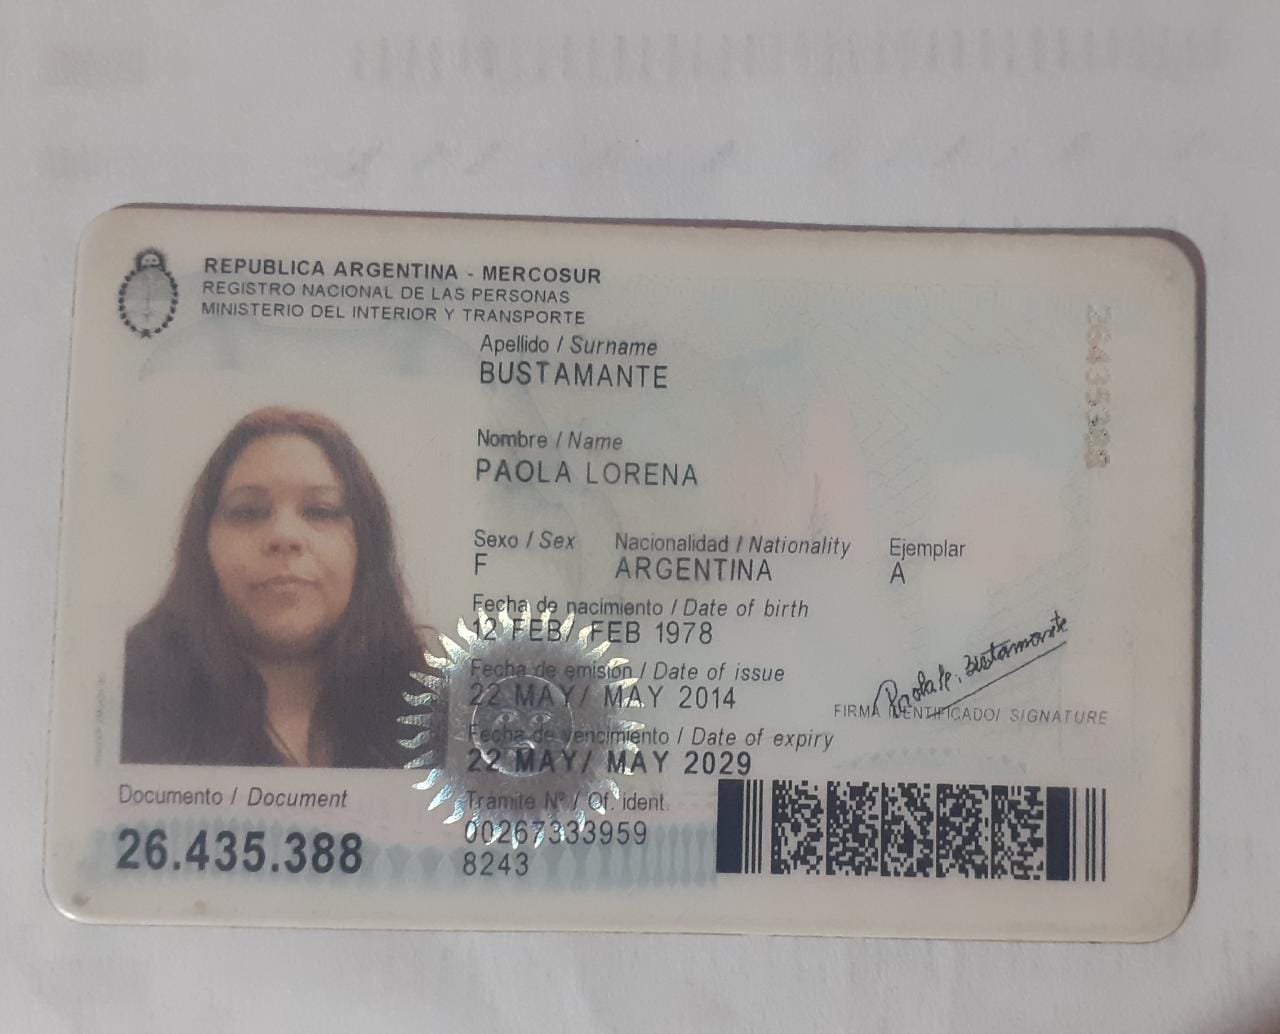 REPUBLICA ARGENTINA - MERCOSUR
REGISTRO NACIONAL DE LAS PERSONAS
MINISTERIO DEL INTERIOR Y TRANSPORTE
Apellido / Surname
BUSTAMANTE
Nombre / Name
PAOLA LORENA
Sexo / Sex Nacionalidad / Nationality Ejemplar
F ARGENTINA A
Fecha de nacimiento / Date of birth
12 FEB/ FEB 1978
Fecha de emisión / Date of issue
22 MAY/ MAY 2014
Fecha de vencimiento / Date of expiry
22 MAY/ MAY 2029
Bustamante
FIRMA IDENTIFICADO/ SIGNATURE
Documento / Document
26.435.388
Trámite Nº / Of. ident.
00267333959
8243
26435388